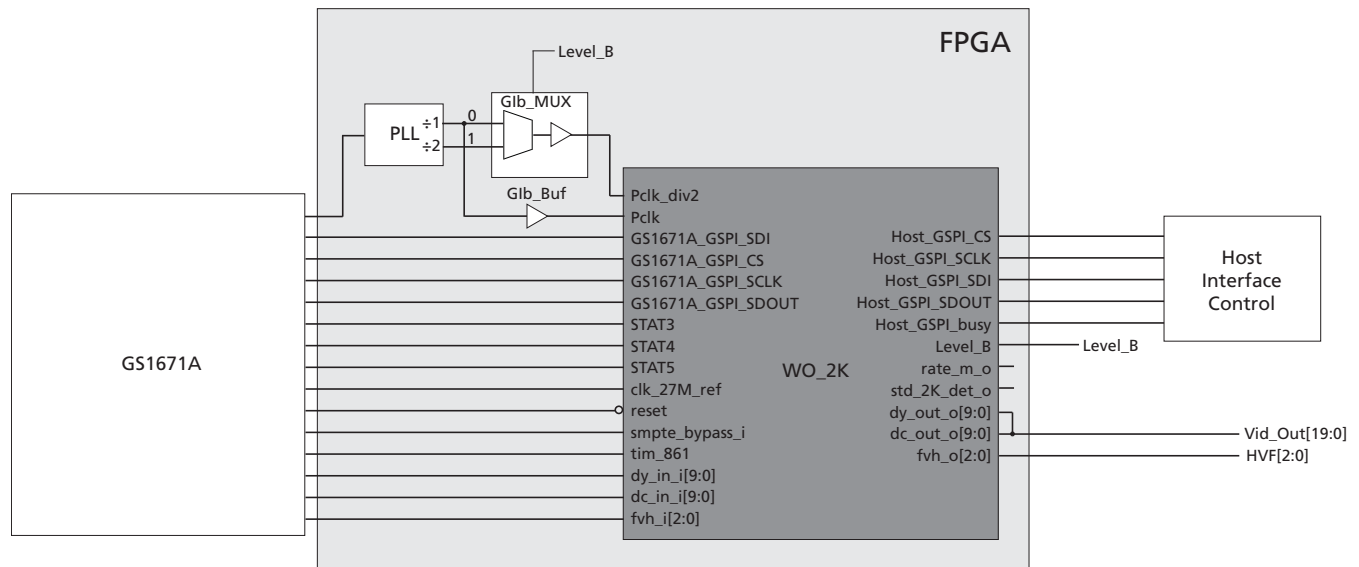 FPGA
Level_B
Glb_MUX
PLL
÷1
÷2
0
1
Glb_Buf
GS1671A
Pclk_div2
Pclk
GS1671A_GSPI_SDI
GS1671A_GSPI_CS
GS1671A_GSPI_SCLK
GS1671A_GSPI_SDOUT
STAT3
STAT4
STAT5
clk_27M_ref
reset
smpte_bypass_i
tim_861
dy_in_i[9:0]
dc_in_i[9:0]
fvh_i[2:0]
WO_2K
Host_GSPI_CS
Host_GSPI_SCLK
Host_GSPI_SDI
Host_GSPI_SDOUT
Host_GSPI_busy
Level_B
rate_m_o
std_2K_det_o
dy_out_o[9:0]
dc_out_o[9:0]
fvh_o[2:0]
Host
Interface
Control
Level_B
Vid_Out[19:0]
HVF[2:0]